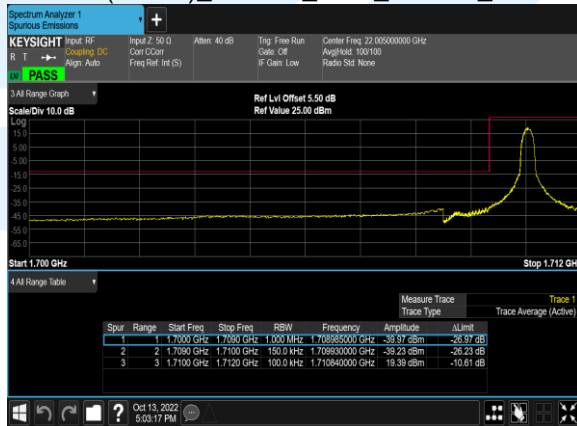 Spectrum Analyzer 1
Spurious Emissions
+
KEYSIGHT Input: RF Input Z: 50 Ω Atten: 40 dB Trig: Free Run Center Freq: 22.005000000 GHz
R T Coupling: DC Corr CCorr Gate: Off Avg|Hold: 100/100
Align: Auto Freq Ref: Int (S) IF Gain: Low Radio Std: None
PASS
3 All Range Graph
Ref Lvl Offset 5.50 dB
Scale/Div 10.0 dB Ref Value 25.00 dBm
Log
15.0
5.00
-5.00
-15.0
-25.0
-35.0
-45.0
-55.0
-65.0
Start 1.700 GHz Stop 1.712 GH
4 All Range Table
Measure Trace Trace 1
Trace Type Trace Average (Active)
Spur Range Start Freq Stop Freq RBW Frequency Amplitude ΔLimit
1 1 1.7000 GHz 1.7090 GHz 1.000 MHz 1.708985000 GHz -39.97 dBm -26.97 dB
2 2 1.7090 GHz 1.7100 GHz 150.0 kHz 1.709930000 GHz -39.23 dBm -26.23 dB
3 3 1.7100 GHz 1.7120 GHz 100.0 kHz 1.710840000 GHz 19.39 dBm -10.61 dB
? Oct 13, 2022
5:03:17 PM